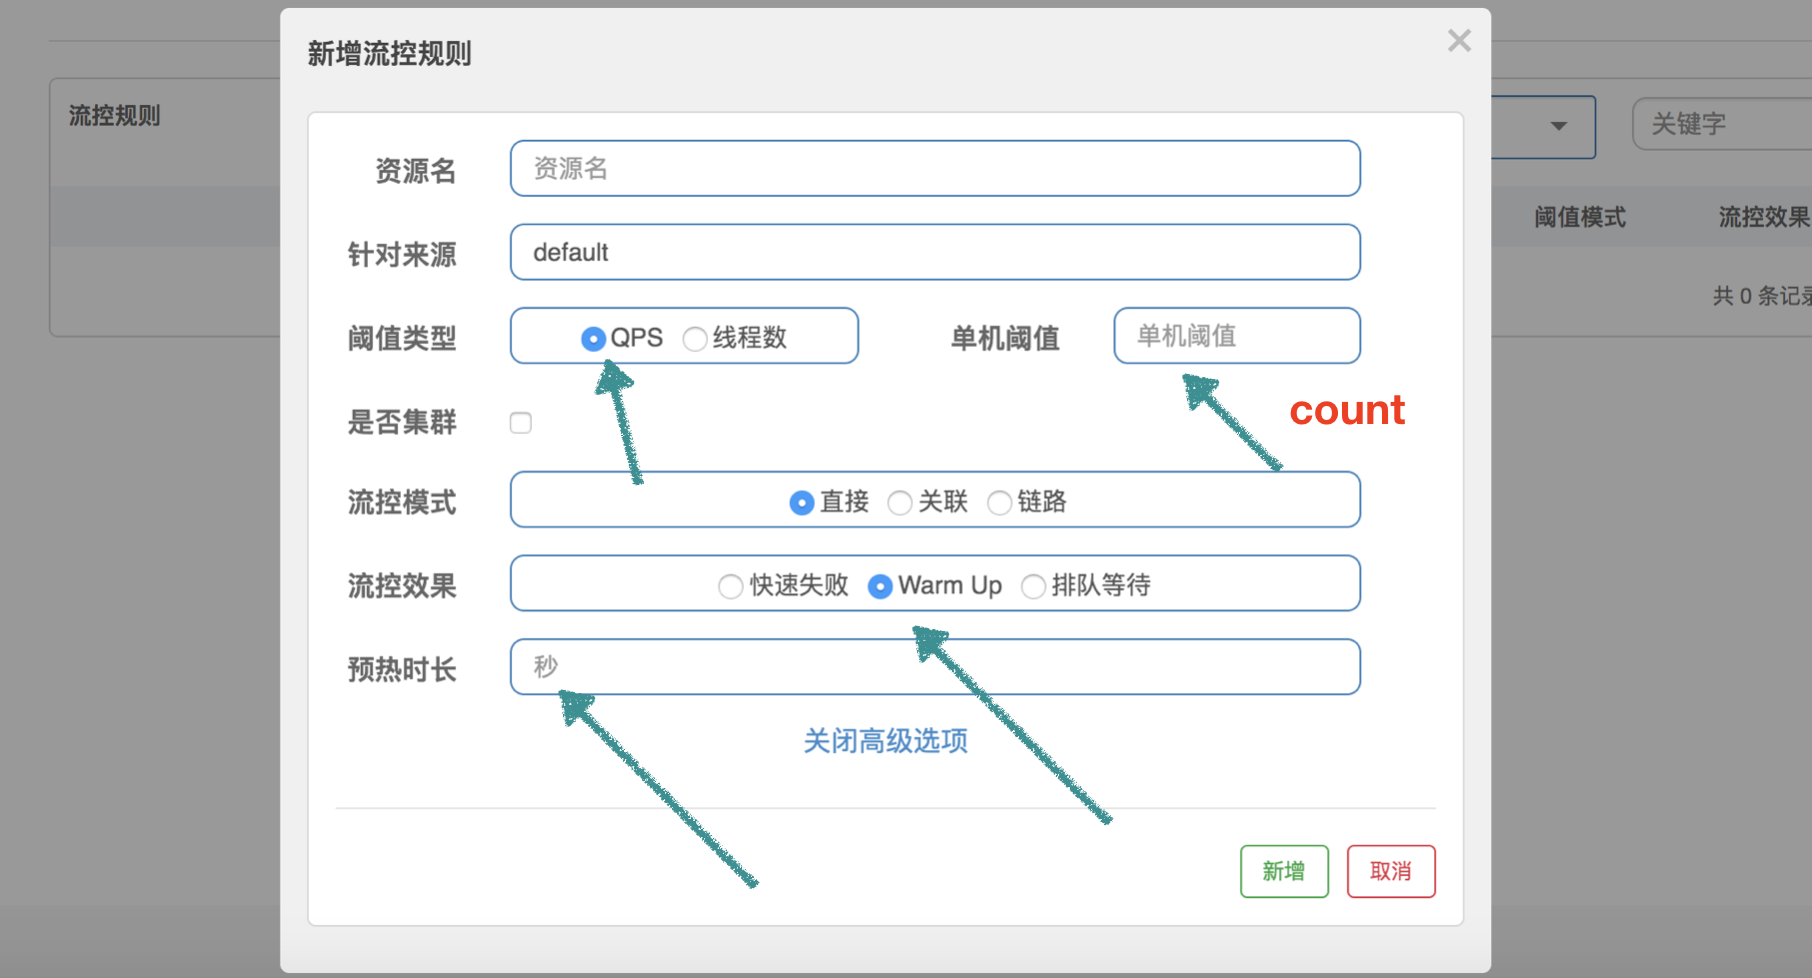 新增流控规则
流控规则
关键字
资源名 资源名
阈值模式 流控效果
针对来源 default
共 0 条记录
阈值类型 QPS 线程数 单机阈值 单机阈值
count
是否集群
流控模式 直接 关联 链路
流控效果 快速失败 Warm Up 排队等待
预热时长 秒
关闭高级选项
新增 取消